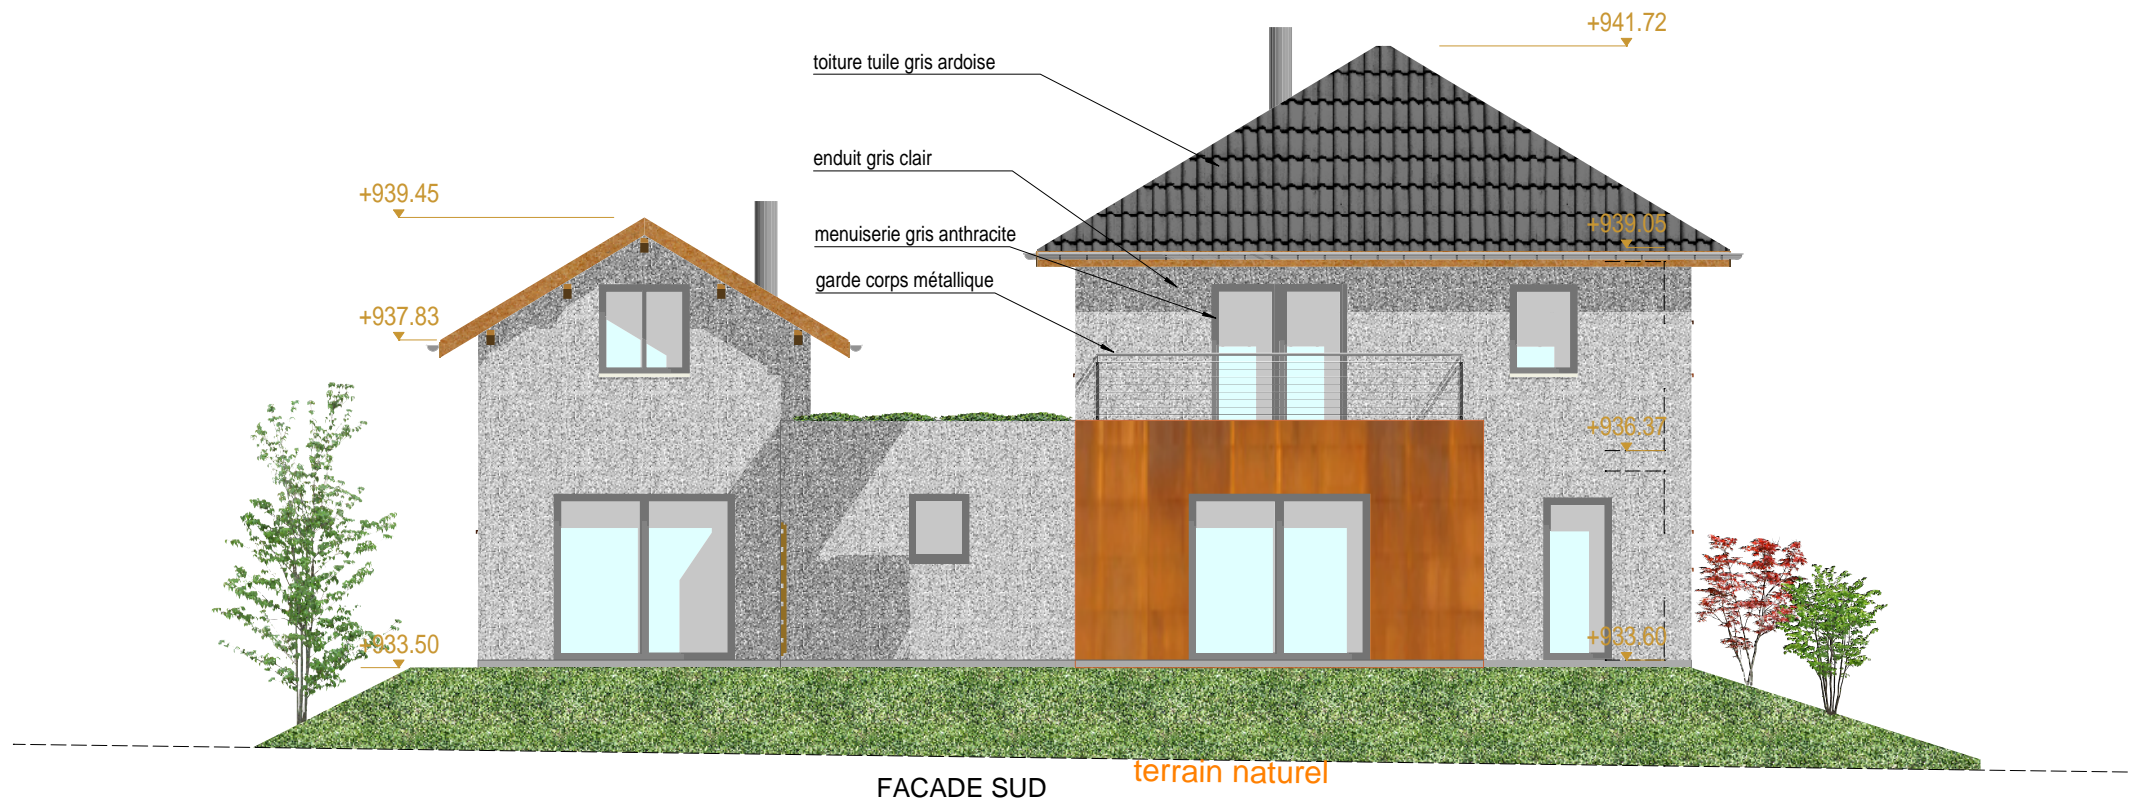 +941.72
toiture tuile gris ardoise
enduit gris clair
+939.45
+939.05
menuiserie gris anthracite
garde corps métallique
+937.83
+936.37
+933.50
+933.60
terrain naturel
FACADE SUD